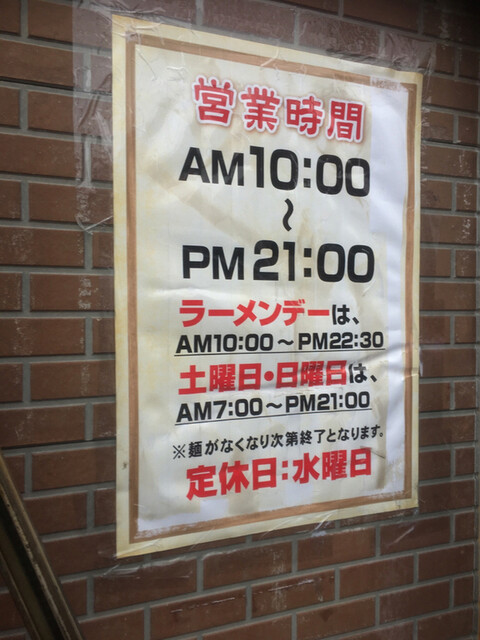 営業時間
AM10:00
〜
PM21:00
ラーメンデーは、
AM10:00〜PM22:30
土曜日・日曜日は、
AM7:00〜PM21:00
※麺がなくなり次第終了となります。
定休日:水曜日